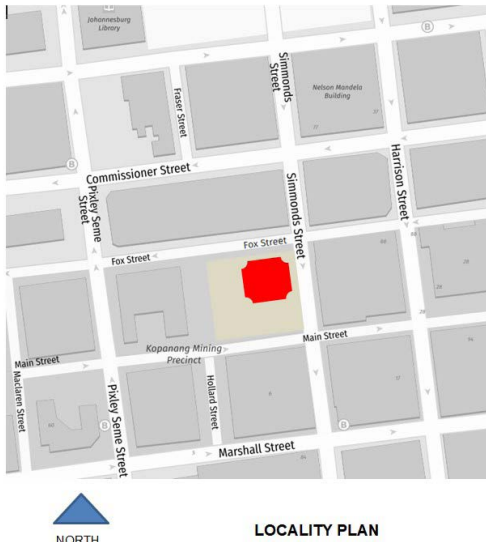 Johannesburg
Library
B
Simmonds
Street
Nelson Mandela
Building
Fraser Street
Commissioner Street
B
Pixley Seme
Street
Simmonds Street
Harrison Street
Fox Street
Fox Street
Main Street
Main Street
Kopanang Mining
Precinct
Maclaren Street
Pixley Seme Street
Hollard Street
B
B
Marshall Street
NORTH
LOCALITY PLAN